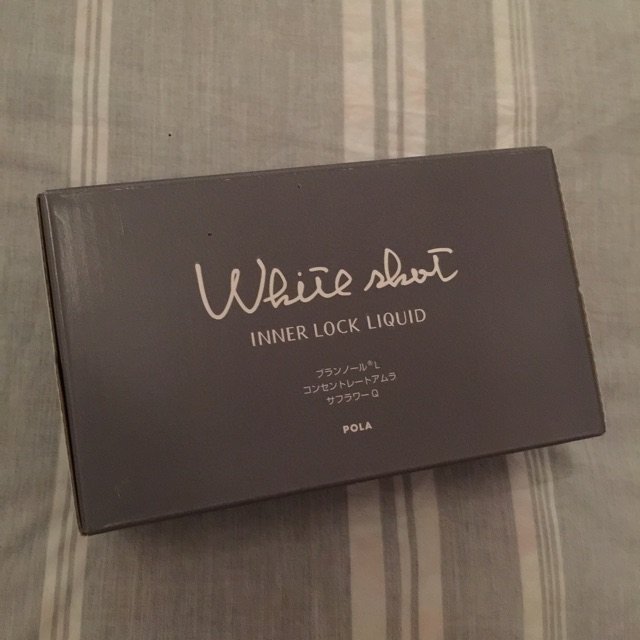 White shot
INNER LOCK LIQUID
ブランノール®L
コンセントレートアムラ
サフラワーQ
POLA